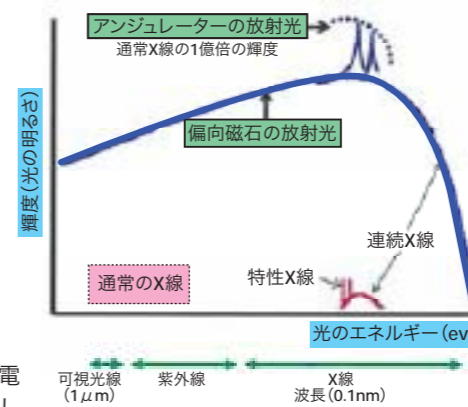 アンジュレーターの放射光
通常X線の1億倍の輝度
偏向磁石の放射光
輝度(光の明るさ)
連続X線
特性X線
通常のX線
光のエネルギー(ev
可視光線
(1μm)
紫外線
X線
波長(0.1nm)
電